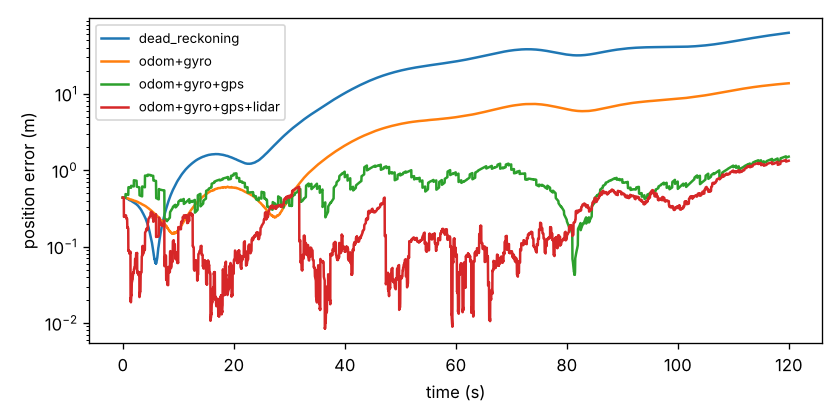 dead_reckoning
odom+gyro
odom+gyro+gps
odom+gyro+gps+lidar
position error (m)
10¹
10⁰
10⁻¹
10⁻²
0 20 40 60 80 100 120
time (s)